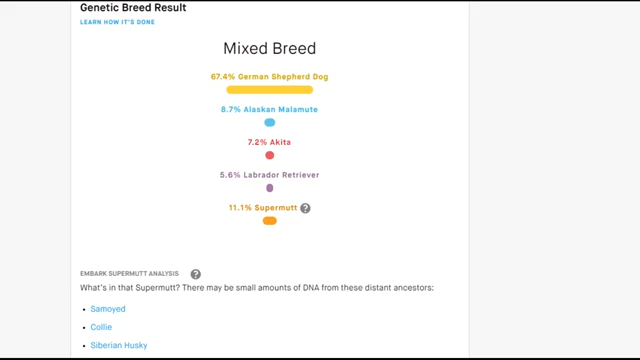 Genetic Breed Result
LEARN HOW IT'S DONE
Mixed Breed
67.4% German Shepherd Dog
8.7% Alaskan Malamute
7.2% Akita
5.6% Labrador Retriever
11.1% Supermutt ?
EMBARK SUPERMUTT ANALYSIS ?
What's in that Supermutt? There may be small amounts of DNA from these distant ancestors:
• Samoyed
• Collie
• Siberian Husky